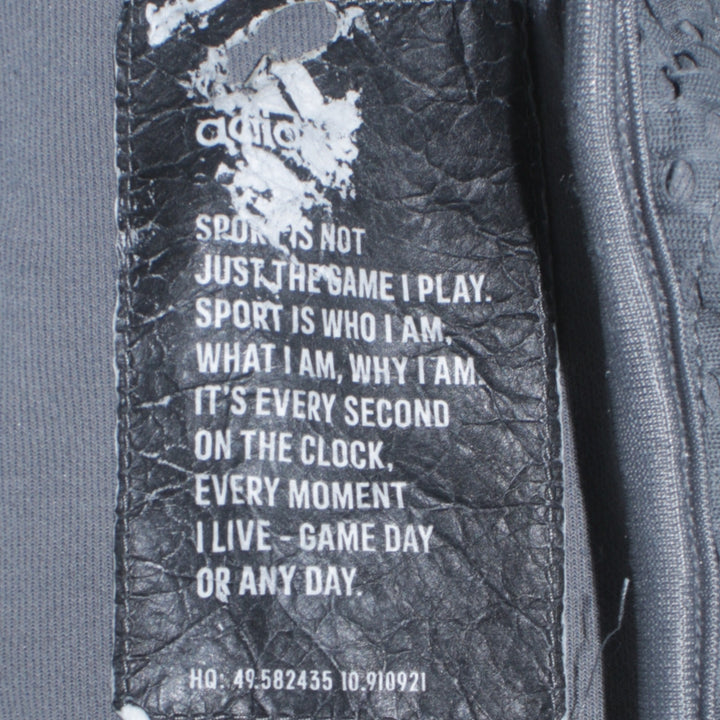 adidas
SPORT IS NOT
JUST THE GAME I PLAY.
SPORT IS WHO I AM,
WHAT I AM, WHY I AM.
IT'S EVERY SECOND
ON THE CLOCK,
EVERY MOMENT
I LIVE - GAME DAY
OR ANY DAY.
HQ: 49.582435 10.910921